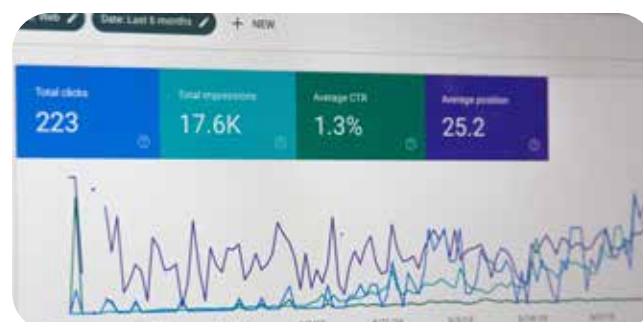 Web Date: Last 6 months + NEW
Total clicks Total impressions Average CTR Average position
223 17.6K 1.3% 25.2